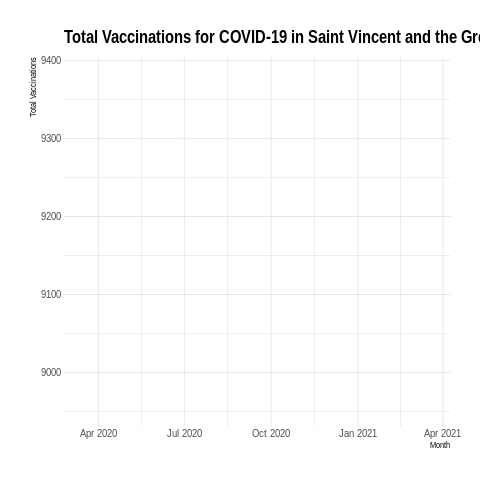 Total Vaccinations for COVID-19 in Saint Vincent and the Gre
Total Vaccinations
9400
9300
9200
9100
9000
Apr 2020 Jul 2020 Oct 2020 Jan 2021 Apr 2021
Month